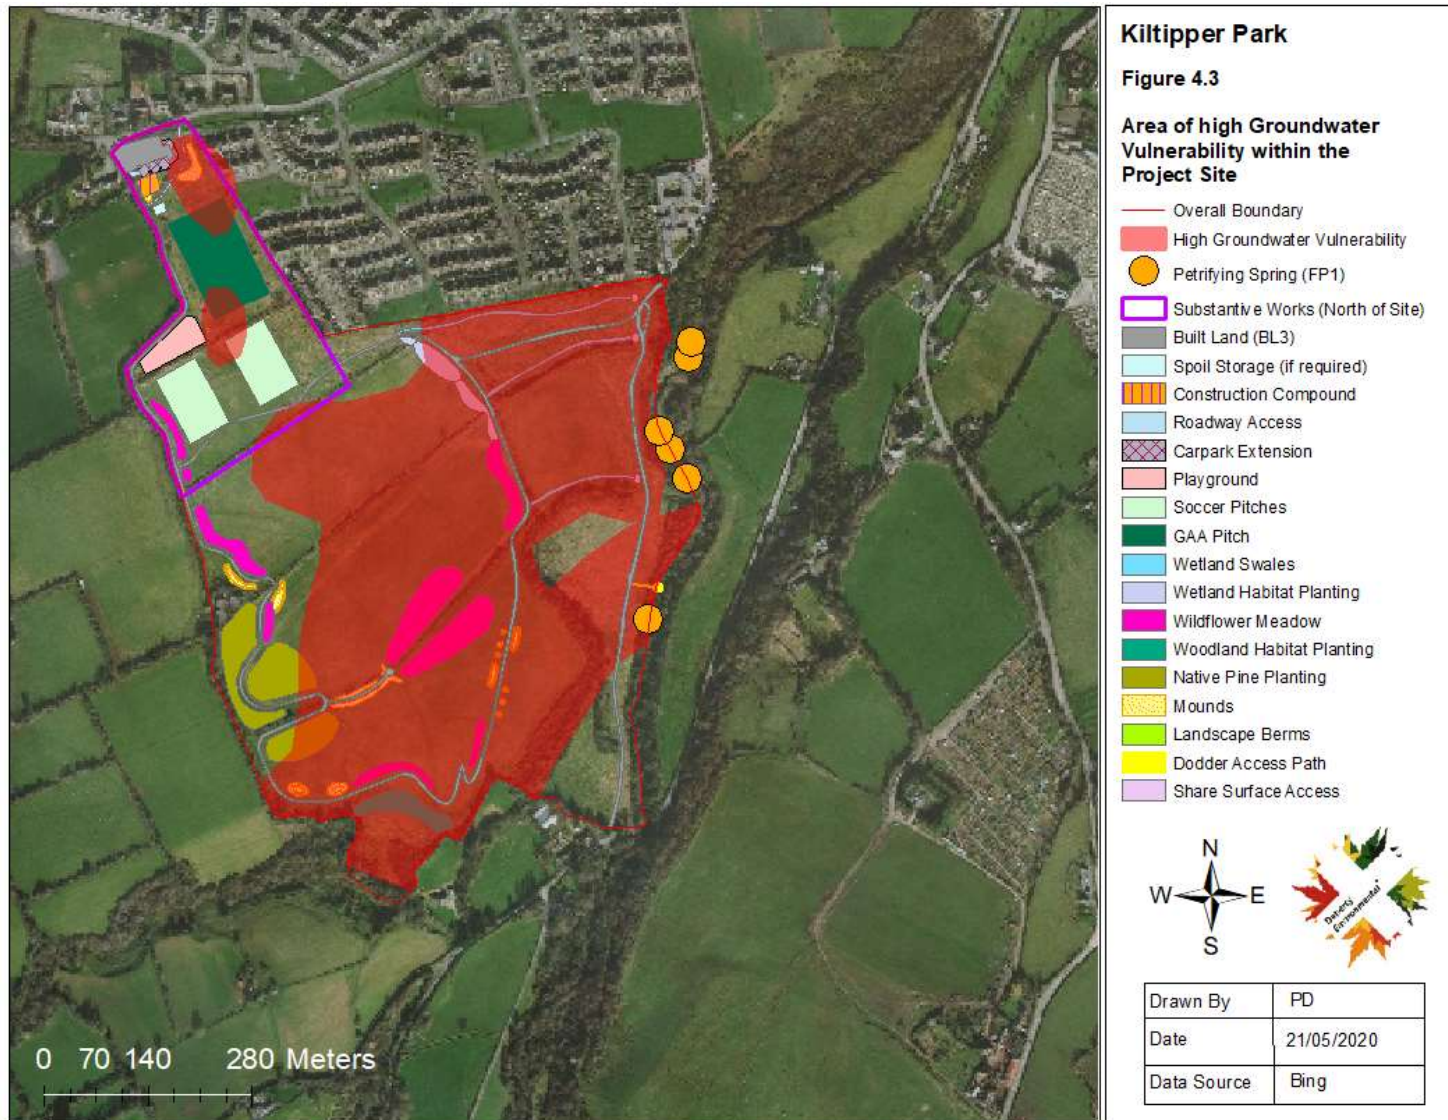 Kiltipper Park
Figure 4.3
Area of high Groundwater
Vulnerability within the
Project Site
Overall Boundary
High Groundwater Vulnerability
Petrifying Spring (FP1)
Substantive Works (North of Site)
Built Land (BL3)
Spoil Storage (if required)
Construction Compound
Roadway Access
Carpark Extension
Playground
Soccer Pitches
GAA Pitch
Wetland Swales
Wetland Habitat Planting
Wildflower Meadow
Woodland Habitat Planting
Native Pine Planting
Mounds
Landscape Berms
Dodder Access Path
Share Surface Access
N
W E
S
Doherty
Environmental
Drawn By PD
Date 21/05/2020
Data Source Bing
0 70 140 280 Meters